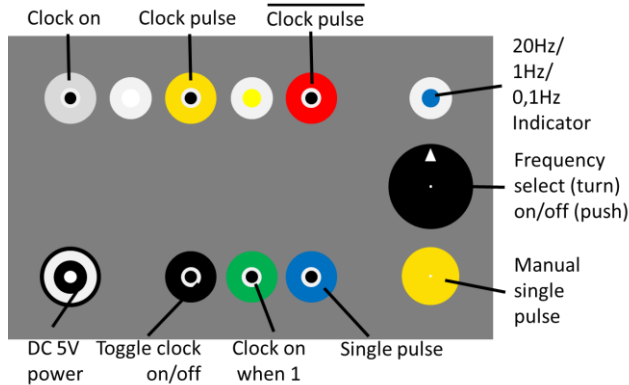 Clock on
Clock pulse
Clock pulse
20Hz/
1Hz/
0,1Hz
Indicator
Frequency
select (turn)
on/off (push)
Manual
single
pulse
DC 5V
power
Toggle clock
on/off
Clock on
when 1
Single pulse